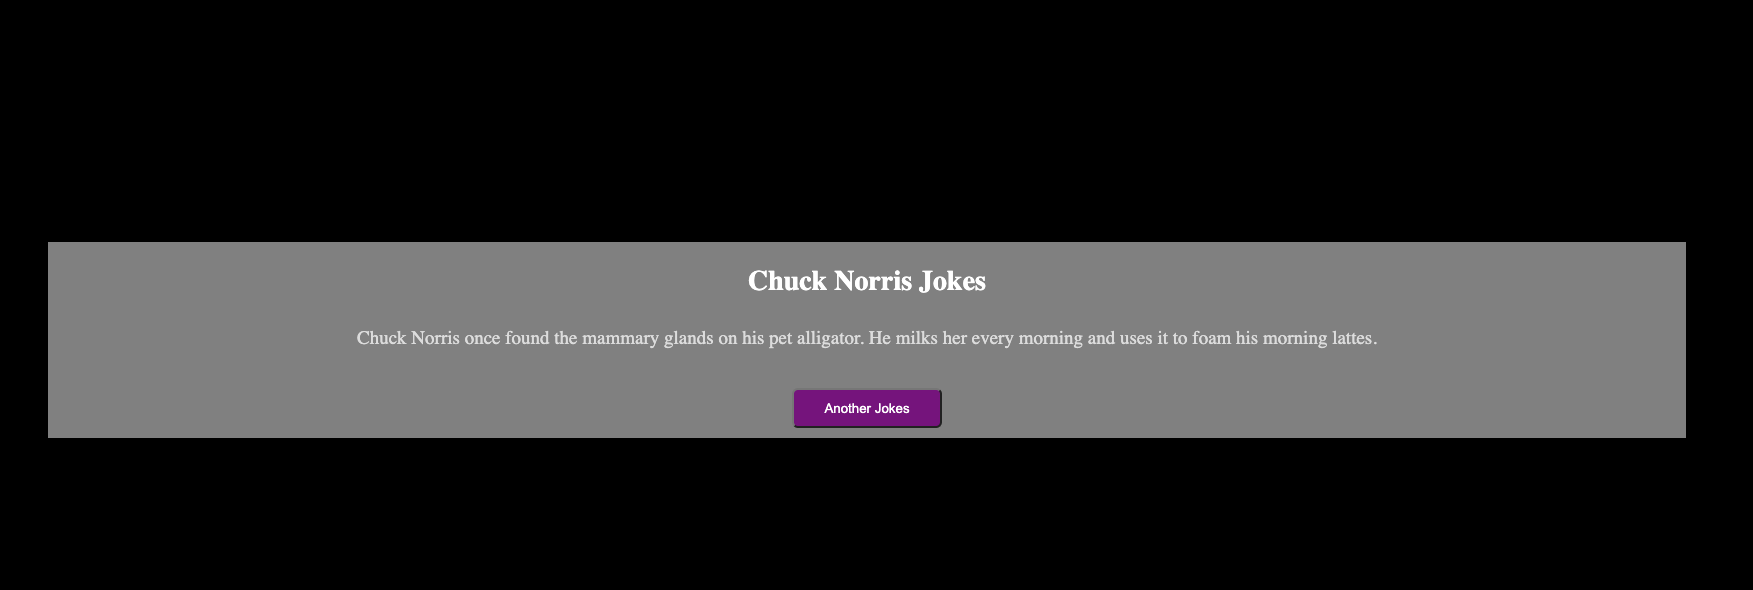 Chuck Norris Jokes
Chuck Norris once found the mammary glands on his pet alligator. He milks her every morning and uses it to foam his morning lattes.
Another Jokes